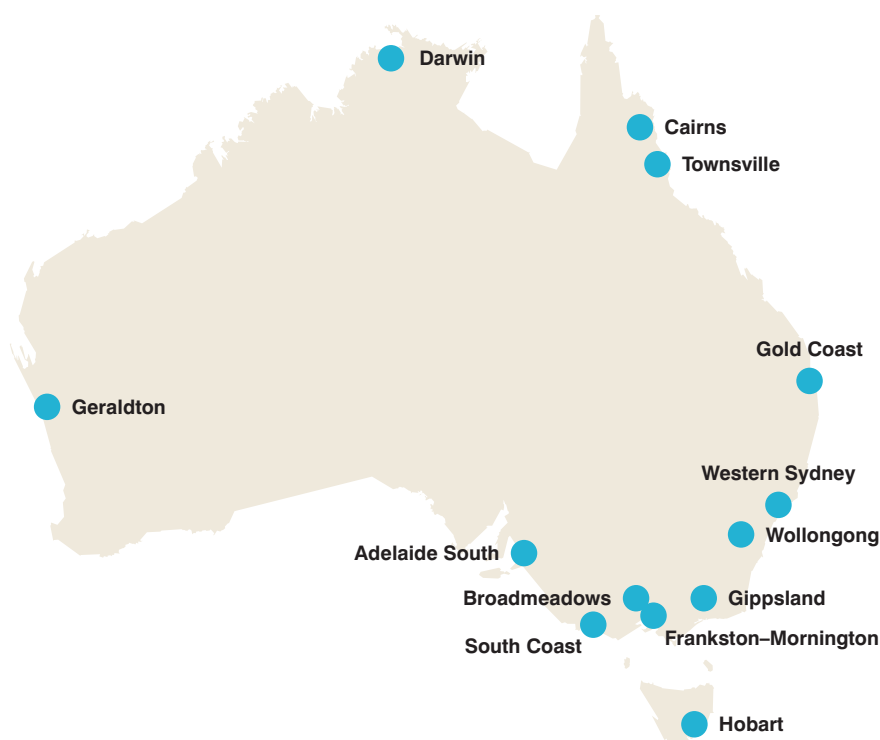 Darwin
Cairns
Townsville
Gold Coast
Geraldton
Western Sydney
Wollongong
Adelaide South
Broadmeadows
Gippsland
South Coast
Frankston–Mornington
Hobart